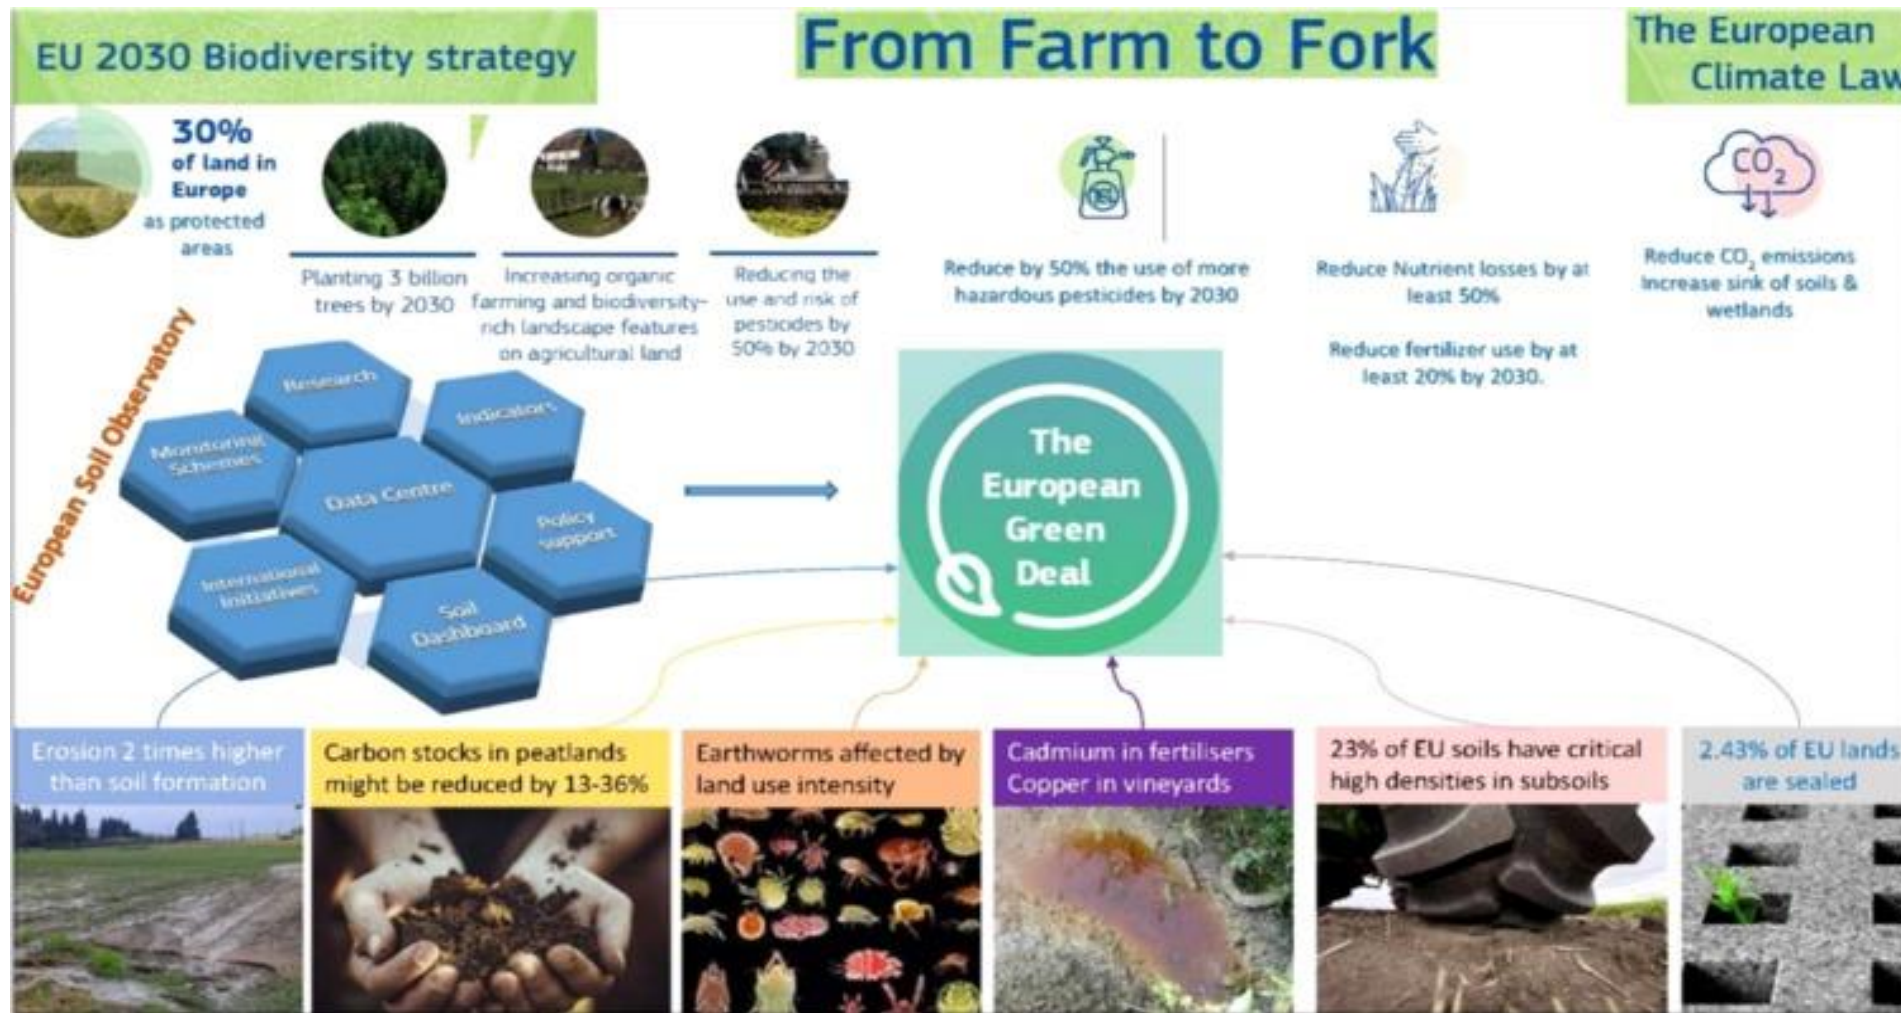 EU 2030 Biodiversity strategy
From Farm to Fork
The European
Climate Law
30%
of land in
Europe
as protected
areas
Planting 3 billion
trees by 2030
Increasing organic
farming and biodiversity-
rich landscape features
on agricultural land
Reducing the
use and risk of
pesticides by
50% by 2030
Reduce by 50% the use of more
hazardous pesticides by 2030
Reduce Nutrient losses by at
least 50%
Reduce fertilizer use by at
least 20% by 2030.
CO2
Reduce CO2 emissions
Increase sink of soils &
wetlands
European Soil Observatory
Research
Indicators
Monitoring
Schemes
Data Centre
Policy
support
International
Initiatives
Soil
Dashboard
The
European
Green
Deal
Erosion 2 times higher
than soil formation
Carbon stocks in peatlands
might be reduced by 13-36%
Earthworms affected by
land use intensity
Cadmium in fertilisers
Copper in vineyards
23% of EU soils have critical
high densities in subsoils
2.43% of EU lands
are sealed